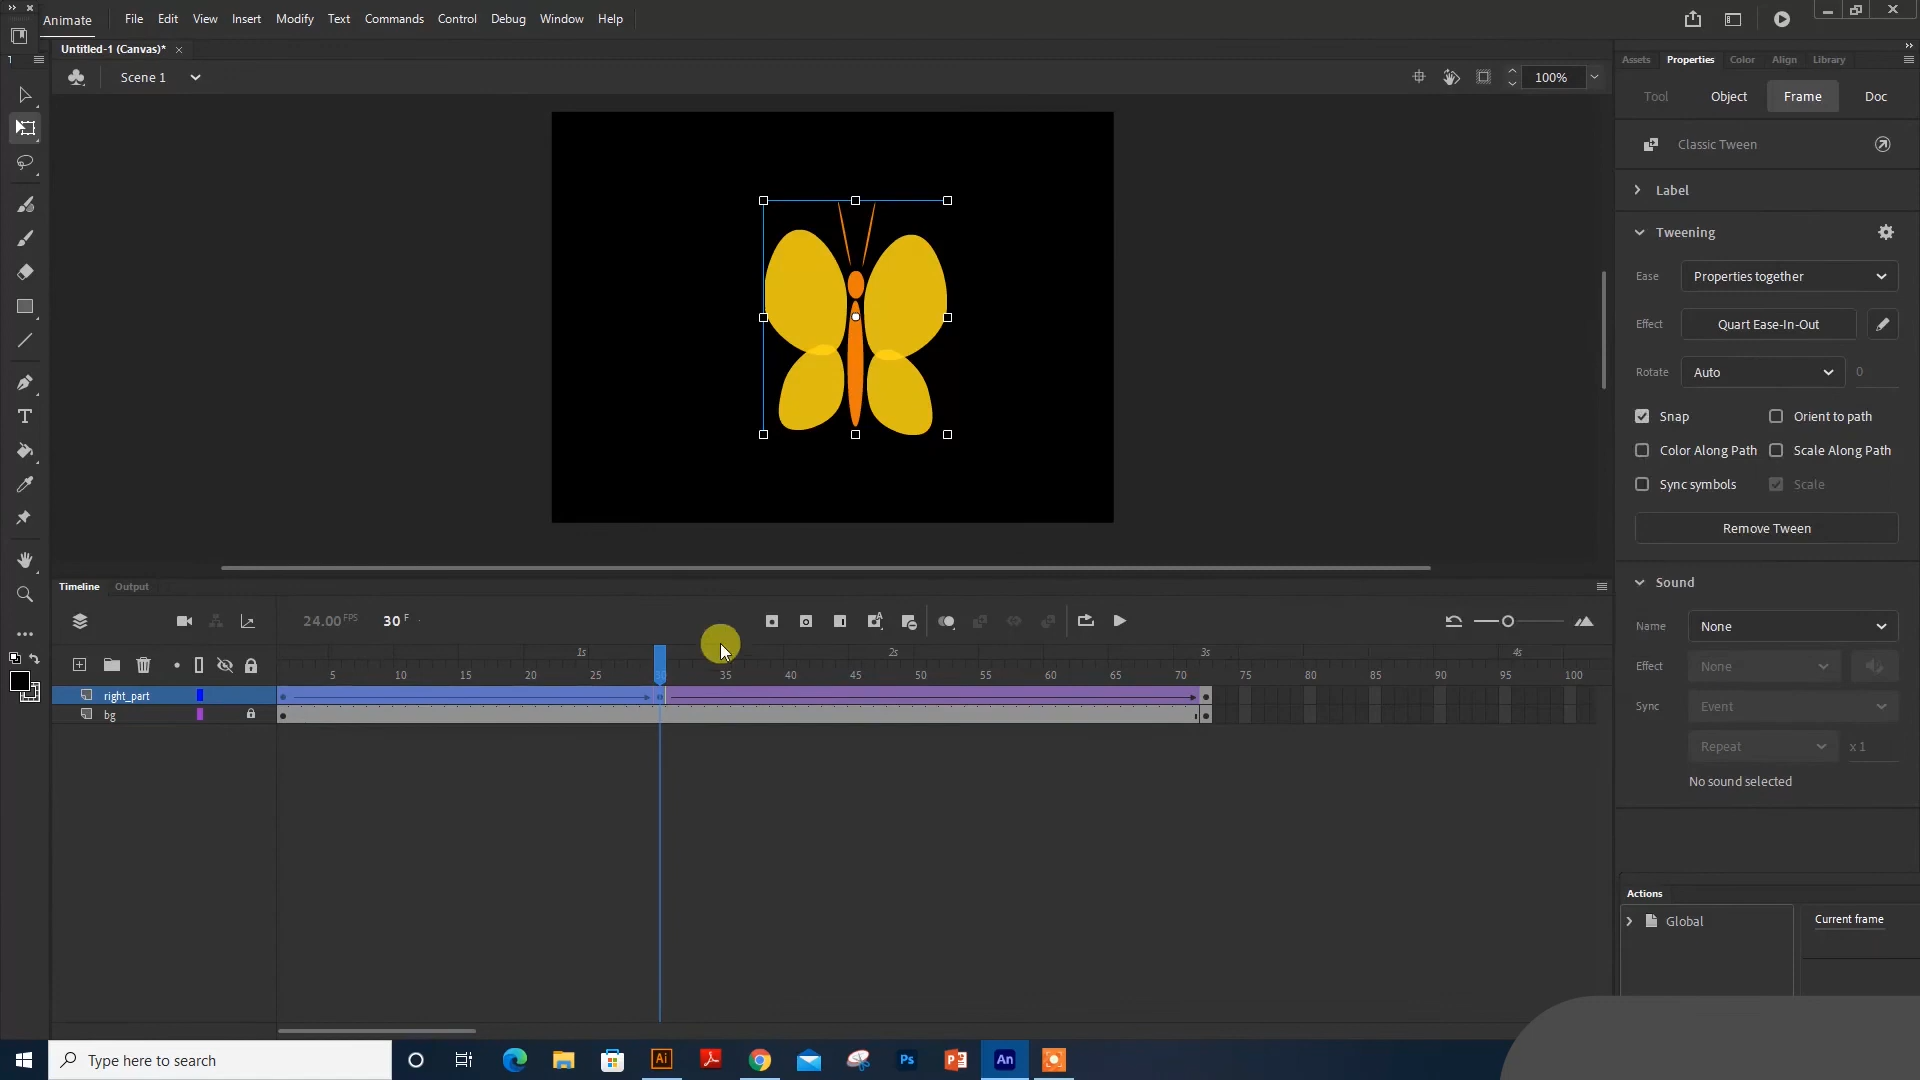 Animate File Edit View Insert Modify Text Commands Control Debug Window Help
Untitled-1 (Canvas)*
Scene 1 100%
Assets Properties Color Align Library
Tool Object Frame Doc
Classic Tween
Label
Tweening
Ease Properties together
Effect Quart Ease-In-Out
Rotate Auto 0
Snap Orient to path
Color Along Path Scale Along Path
Sync symbols Scale
Remove Tween
Sound
Name None
Effect None
Sync Event
Repeat x 1
No sound selected
Timeline Output
24.00 FPS 30 F
1s 2s 3s 4s
5 10 15 20 25 30 35 40 45 50 55 60 65 70 75 80 85 90 95 100
right_part
bg
Actions
Global Current frame
Type here to search
Ai Ps An